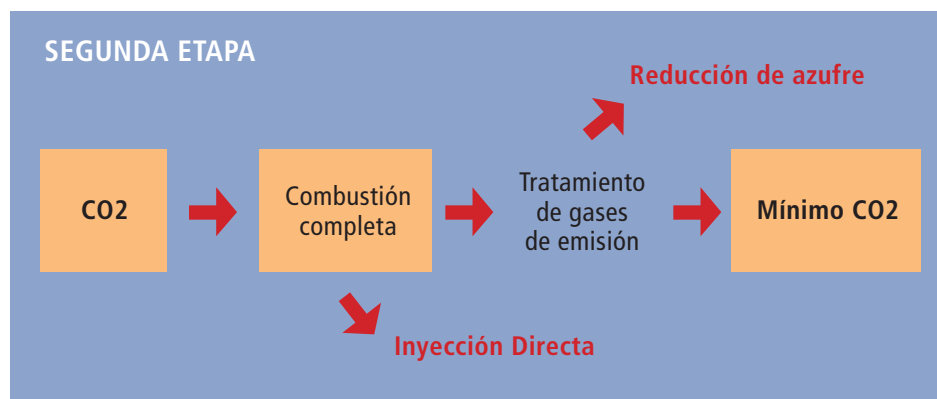 SEGUNDA ETAPA
Reducción de azufre
CO2
Combustión
completa
Tratamiento
de gases
de emisión
Mínimo CO2
Inyección Directa